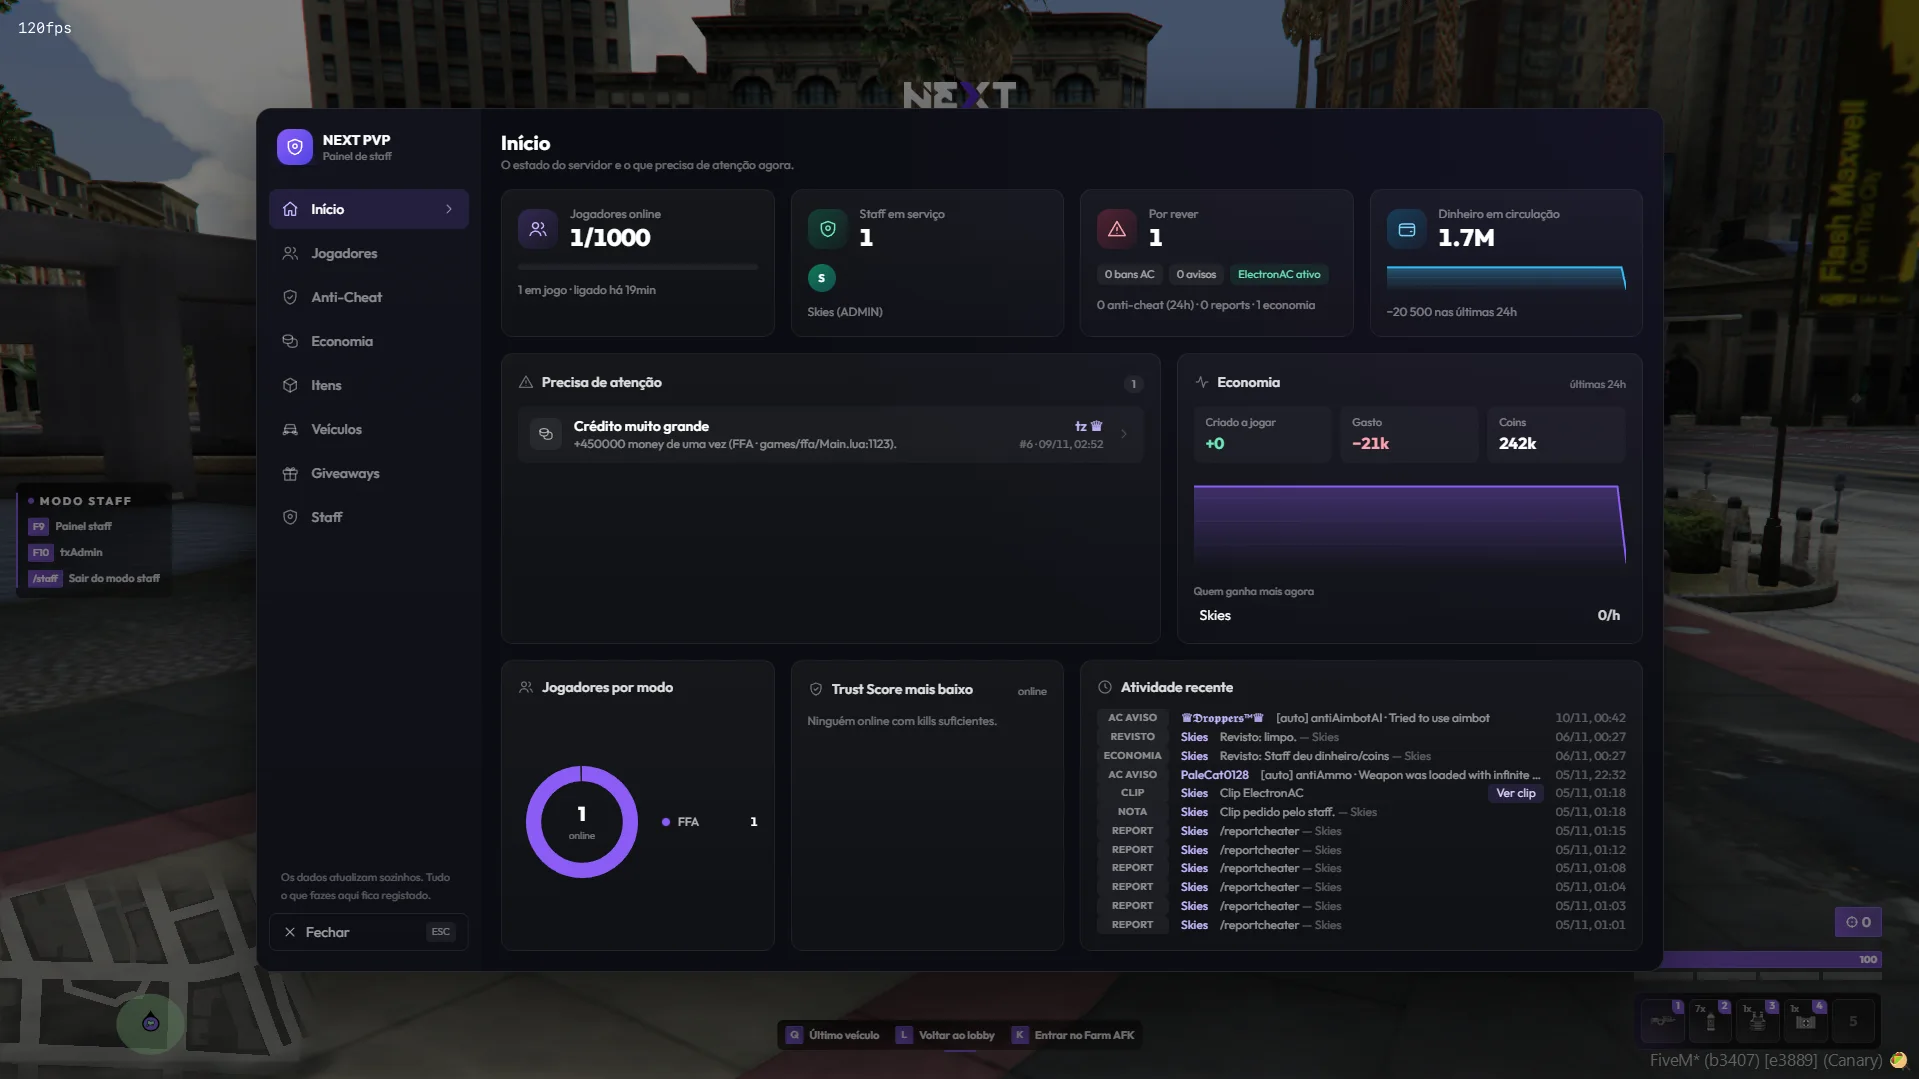 120fps
NEXT
Flash Maxwell
I Own This City
NEXT PVP
Painel de staff
Início
Jogadores
Anti-Cheat
Economia
Itens
Veículos
Giveaways
Staff
Os dados atualizam sozinhos. Tudo
o que fazes aqui fica registado.
Fechar ESC
Início
O estado do servidor e o que precisa de atenção agora.
Jogadores online
1/1000
1 em jogo · ligado há 19min
Staff em serviço
1
S
Skies (ADMIN)
Por rever
1
0 bans AC 0 avisos ElectronAC ativo
0 anti-cheat (24h) · 0 reports · 1 economia
Dinheiro em circulação
1.7M
−20 500 nas últimas 24h
Precisa de atenção 1
Crédito muito grande tz ♛
+450000 money de uma vez (FFA · games/ffa/Main.lua:1123). #6 · 09/11, 02:52
Economia últimas 24h
Criado a jogar
+0
Gasto
−21k
Coins
242k
Quem ganha mais agora
Skies 0/h
Jogadores por modo
1
online
FFA 1
Trust Score mais baixo online
Ninguém online com kills suficientes.
Atividade recente
AC AVISO ♛𝕯𝖗𝖔𝖕𝖕𝖊𝖗𝖘™♛ [auto] antiAimbotAI · Tried to use aimbot 10/11, 00:42
REVISTO Skies Revisto: limpo. — Skies 06/11, 00:27
ECONOMIA Skies Revisto: Staff deu dinheiro/coins — Skies 06/11, 00:27
AC AVISO PaleCat0128 [auto] antiAmmo · Weapon was loaded with infinite ... 05/11, 22:32
CLIP Skies Clip ElectronAC Ver clip 05/11, 01:18
NOTA Skies Clip pedido pelo staff. — Skies 05/11, 01:18
REPORT Skies /reportcheater — Skies 05/11, 01:15
REPORT Skies /reportcheater — Skies 05/11, 01:12
REPORT Skies /reportcheater — Skies 05/11, 01:08
REPORT Skies /reportcheater — Skies 05/11, 01:04
REPORT Skies /reportcheater — Skies 05/11, 01:03
REPORT Skies /reportcheater — Skies 05/11, 01:01
MODO STAFF
F9 Painel staff
F10 txAdmin
/staff Sair do modo staff
Q Último veículo L Voltar ao lobby K Entrar no Farm AFK
0
100
1
7x 2
1x 3
1x 4
5
FiveM* (b3407) [e3889] (Canary)